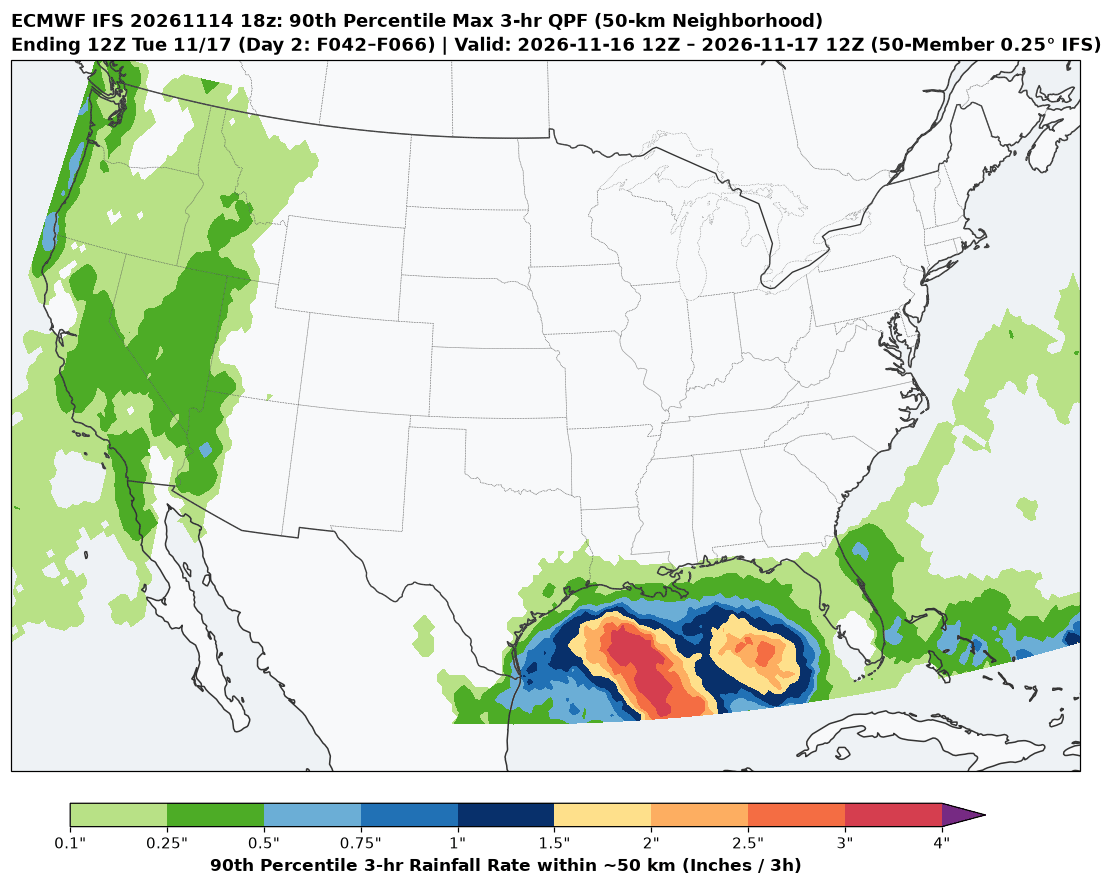 ECMWF IFS 20261114 18z: 90th Percentile Max 3-hr QPF (50-km Neighborhood)
Ending 12Z Tue 11/17 (Day 2: F042–F066) | Valid: 2026-11-16 12Z – 2026-11-17 12Z (50-Member 0.25° IFS)
0.1" 0.25" 0.5" 0.75" 1" 1.5" 2" 2.5" 3" 4"
90th Percentile 3-hr Rainfall Rate within ~50 km (Inches / 3h)